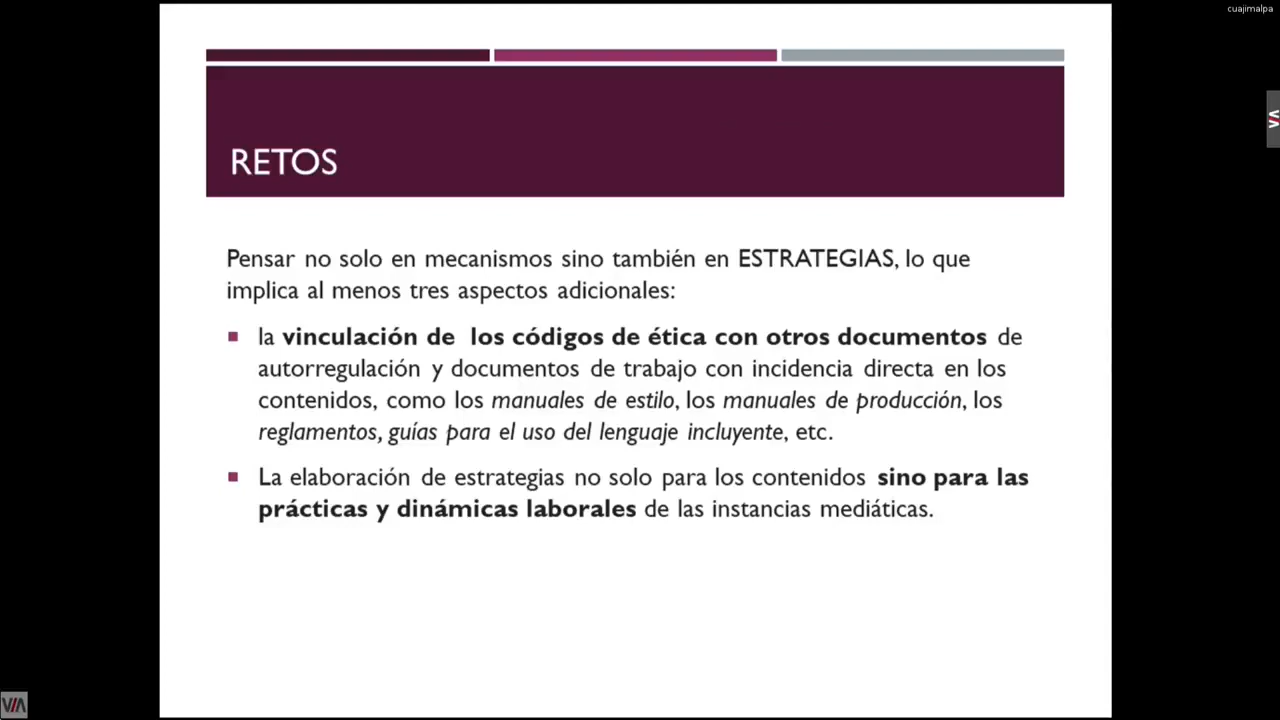 cuajimalpa
RETOS
Pensar no solo en mecanismos sino también en ESTRATEGIAS, lo que
implica al menos tres aspectos adicionales:
la vinculación de los códigos de ética con otros documentos de
autorregulación y documentos de trabajo con incidencia directa en los
contenidos, como los manuales de estilo, los manuales de producción, los
reglamentos, guías para el uso del lenguaje incluyente, etc.
La elaboración de estrategias no solo para los contenidos sino para las
prácticas y dinámicas laborales de las instancias mediáticas.
VIA